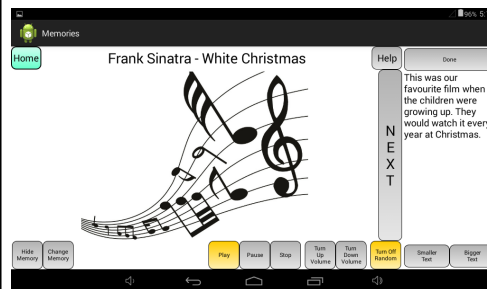 96% 5:
Memories
Home
Frank Sinatra - White Christmas
Help
Done
This was our
favourite film when
the children were
growing up. They
would watch it every
year at Christmas.
NEXT
Hide
Memory
Change
Memory
Play
Pause
Stop
Turn
Up
Volume
Turn
Down
Volume
Turn Off
Random
Smaller
Text
Bigger
Text